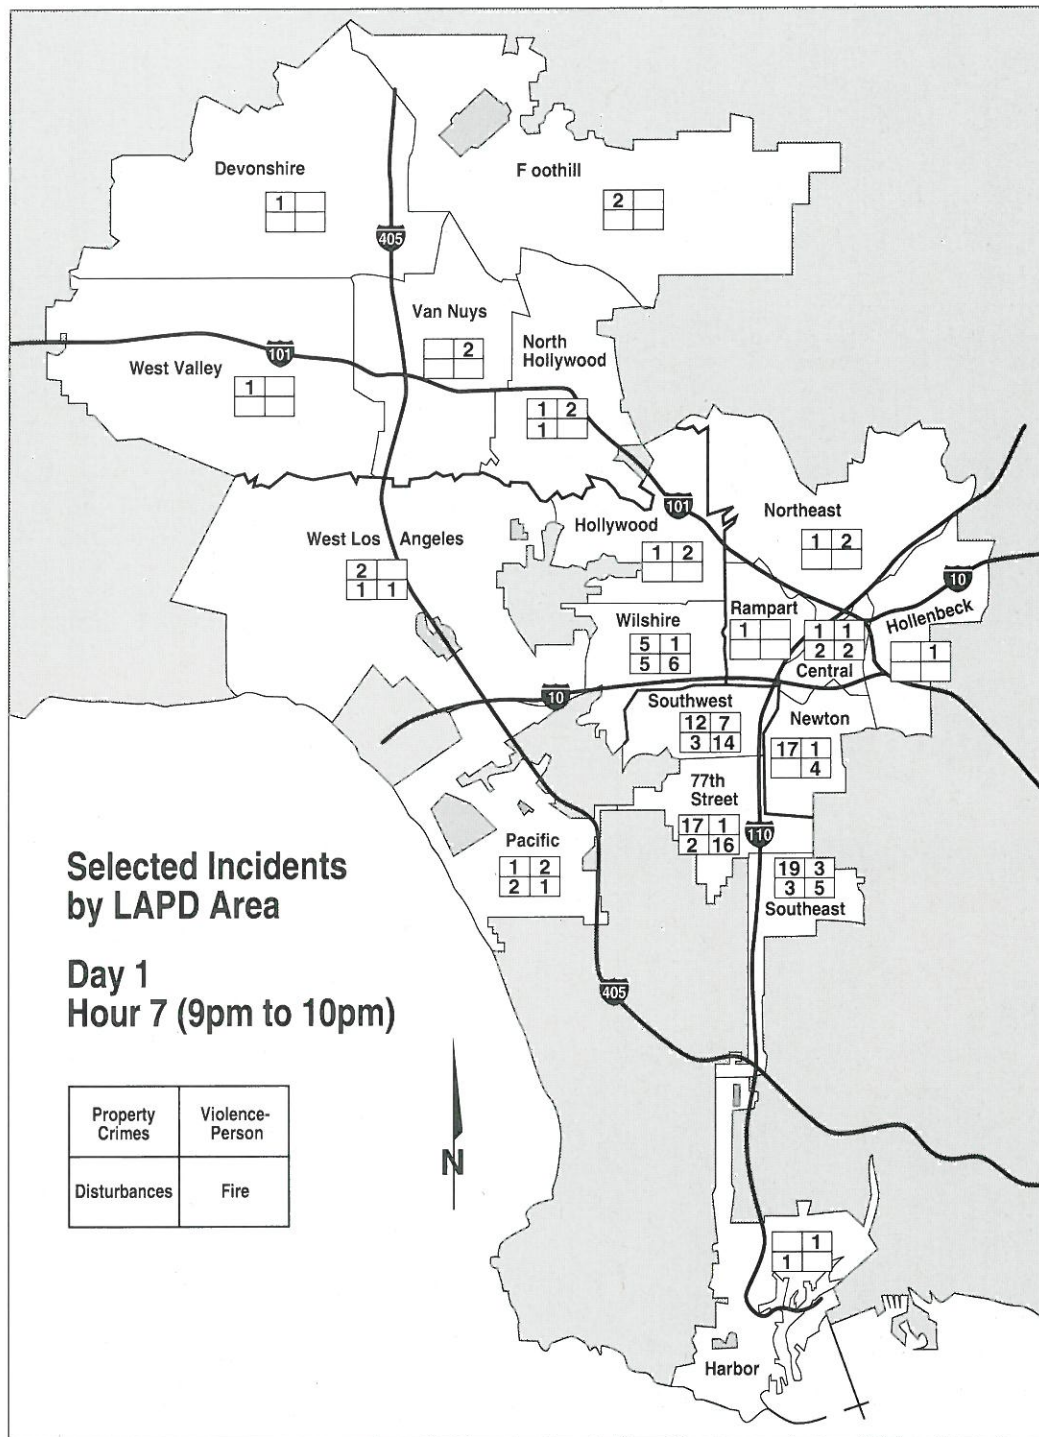 Devonshire
1
F oothill
2
405
Van Nuys
2
North
Hollywood
1 2
1
101
West Valley
1
101
Northeast
1 2
Hollywood
1 2
West Los Angeles
2
1 1
10
Hollenbeck
1
Rampart
1
1 1
2 2
Central
Wilshire
5 1
5 6
10
Southwest
12 7
3 14
Newton
17 1
4
77th
Street
17 1
2 16
110
Pacific
1 2
2 1
19 3
3 5
Southeast
405
Selected Incidents
by LAPD Area
Day 1
Hour 7 (9pm to 10pm)
Property
Crimes
Violence-
Person
Disturbances
Fire
N
1
1
Harbor